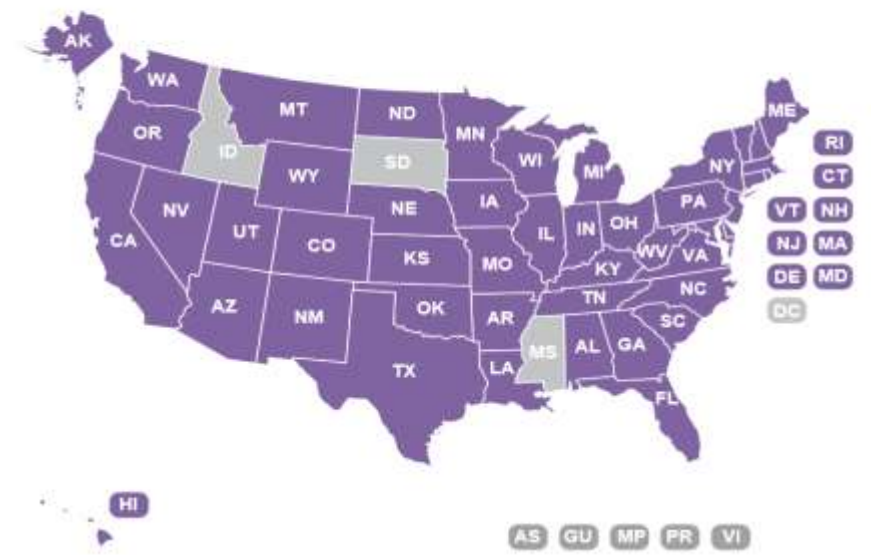 AK
WA
MT
ND
MN
ME
OR
ID
SD
WI
MI
NY
RI
WY
CT
NV
NE
IA
PA
VT NH
CA
UT
CO
IL
IN
OH
NJ MA
KS
MO
WV
VA
KY
DE MD
AZ
NM
OK
AR
TN
NC
DC
SC
MS
AL
GA
TX
LA
FL
HI
AS GU MP PR VI